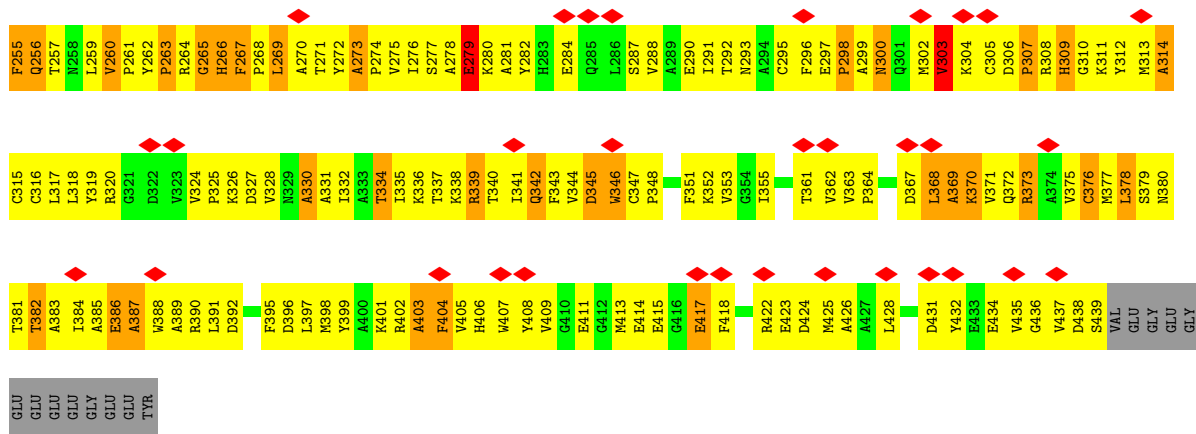 F255 Q256 T257 N258 L259 V260 P261 Y262 P263 R264 G265 H266 F267 P268 L269 A270 T271 Y272 A273 P274 V275 I276 S277 A278 E279 K280 A281 Y282 H283 E284 Q285 L286 S287 V288 A289 E290 I291 T292 N293 A294 C295 F296 E297 P298 A299 N300 Q301 M302 V303 K304 C305 D306 P307 R308 H309 G310 K311 Y312 M313 A314
C315 C316 L317 L318 Y319 R320 G321 D322 V323 V324 P325 K326 D327 V328 N329 A330 A331 I332 A333 T334 I335 K336 T337 K338 R339 T340 I341 Q342 F343 V344 D345 W346 C347 P348 F351 K352 V353 G354 I355 T361 V362 V363 P364 D367 L368 A369 K370 V371 Q372 R373 A374 V375 C376 M377 L378 S379 N380
T381 T382 A383 I384 A385 E386 A387 W388 A389 R390 L391 D392 F395 D396 L397 M398 Y399 A400 K401 R402 A403 F404 V405 H406 W407 Y408 V409 G410 E411 G412 M413 E414 E415 G416 E417 F418 R422 E423 D424 M425 A426 A427 L428 D431 Y432 E433 E434 V435 G436 V437 D438 S439 VAL GLU GLY GLU GLY
GLU GLU GLU GLU GLY GLU GLU TYR